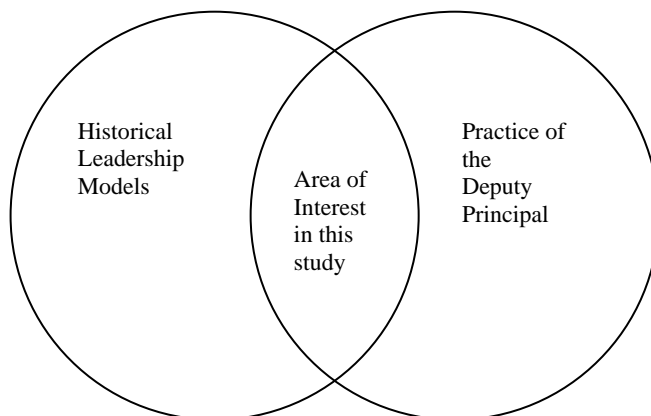 Historical
Leadership
Models
Area of
Interest
in this
study
Practice of
the
Deputy
Principal